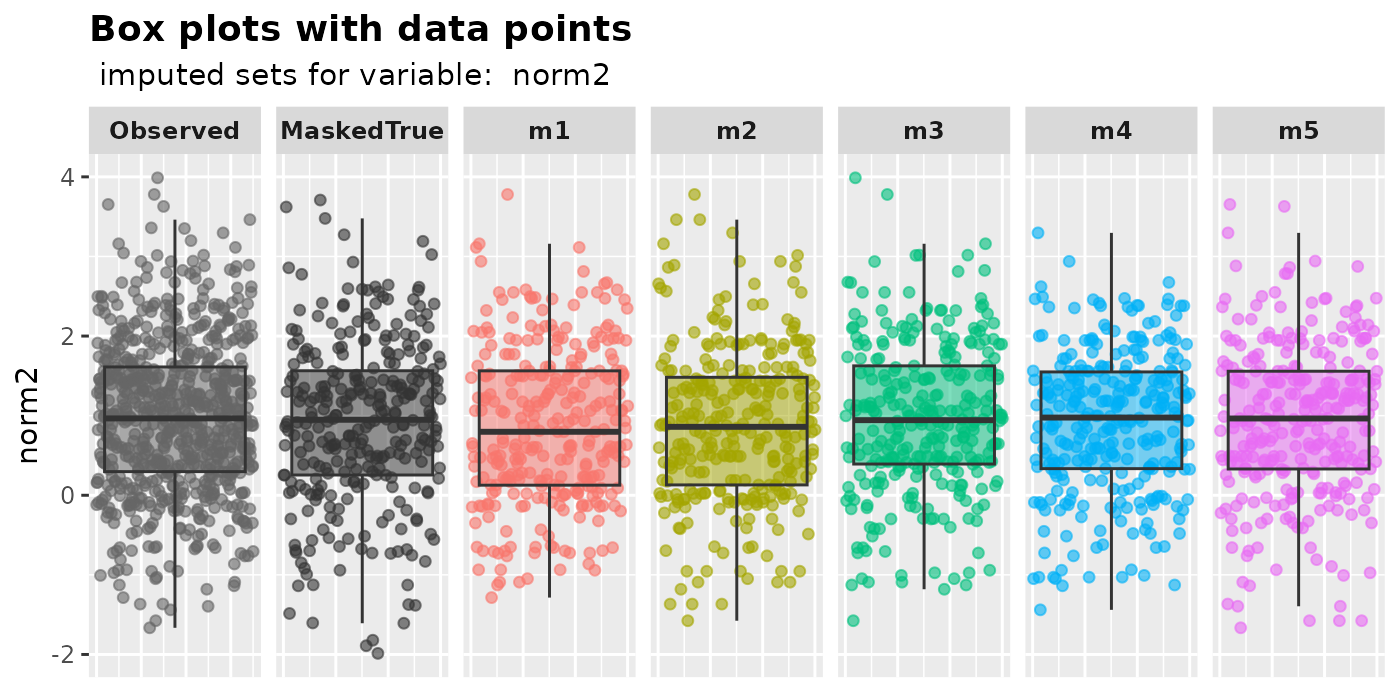 Box plots with data points
imputed sets for variable:  norm2
Observed MaskedTrue m1 m2 m3 m4 m5
4
2
0
-2
norm2